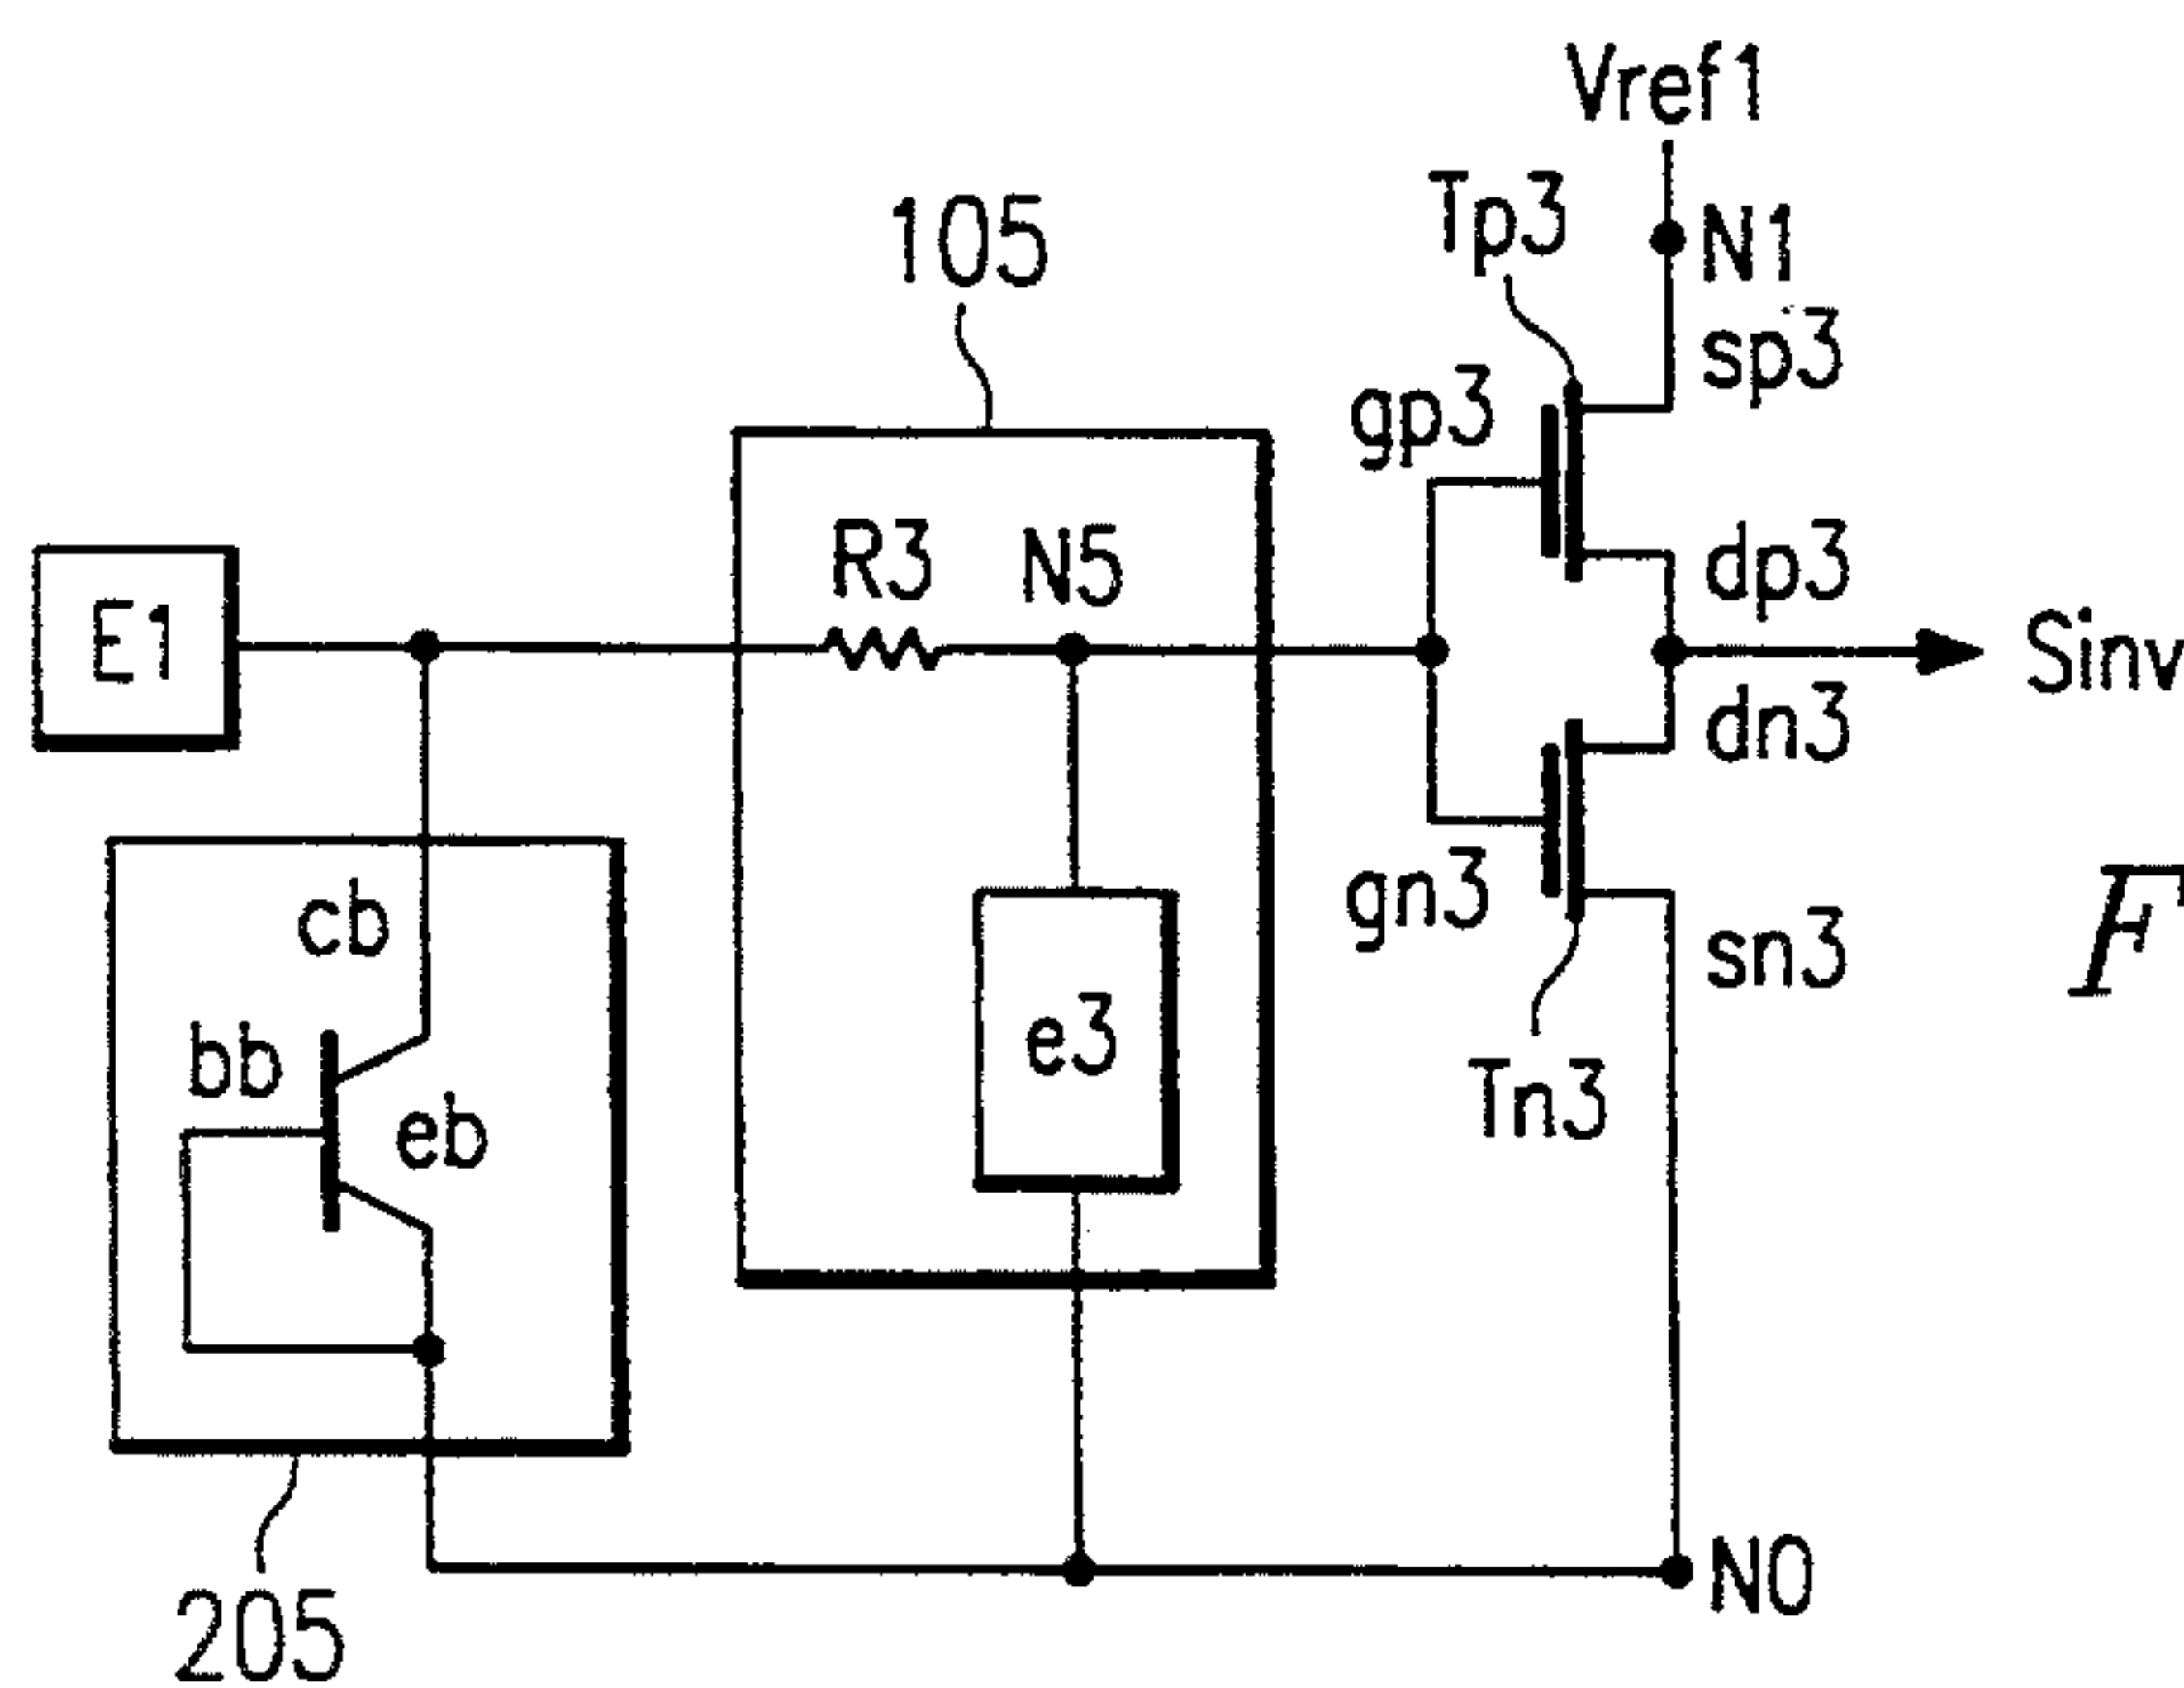 Vref1
Tp3
N1
105
sp3
gp3
R3
N5
dp3
E1
Sinv
dn3
cb
gn3
F
sn3
e3
bb
eb
Tn3
N0
205